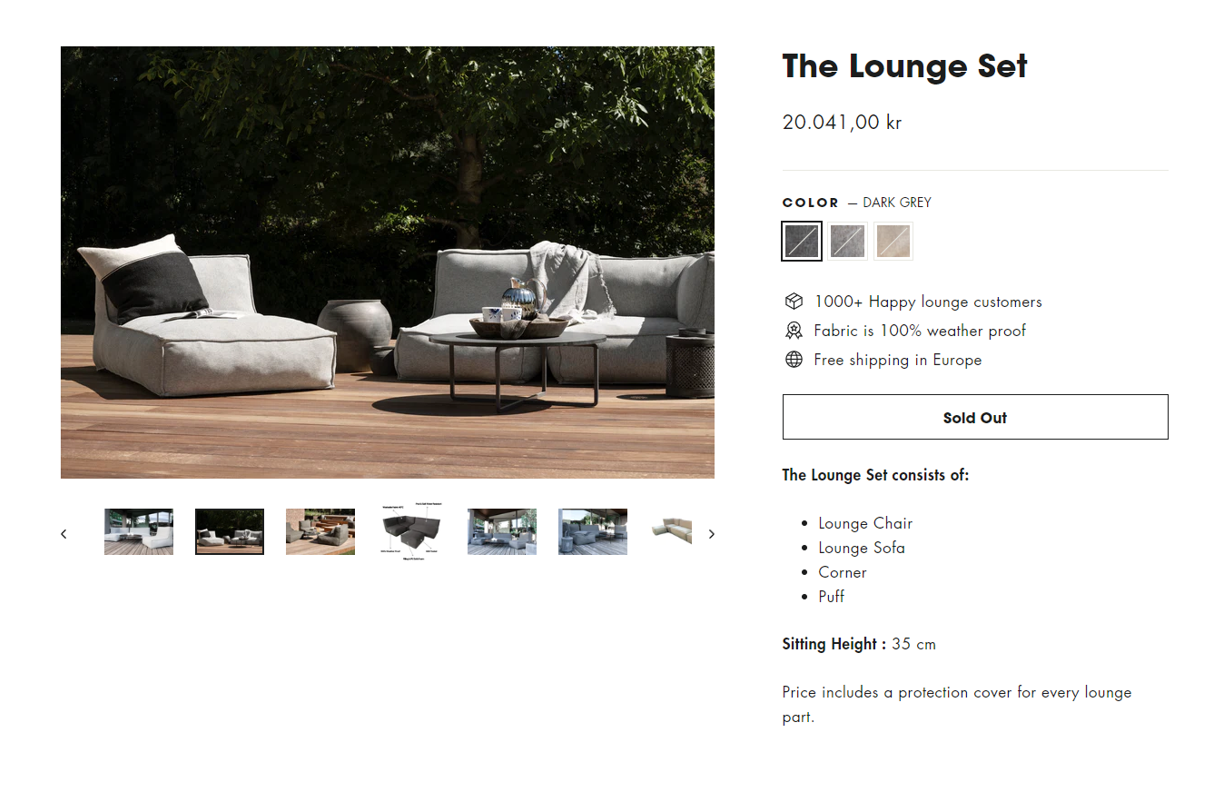 The Lounge Set
20.041,00 kr
COLOR — DARK GREY
1000+ Happy lounge customers
Fabric is 100% weather proof
Free shipping in Europe
Sold Out
The Lounge Set consists of:
Lounge Chair
Lounge Sofa
Corner
Puff
Sitting Height : 35 cm
Price includes a protection cover for every lounge
part.